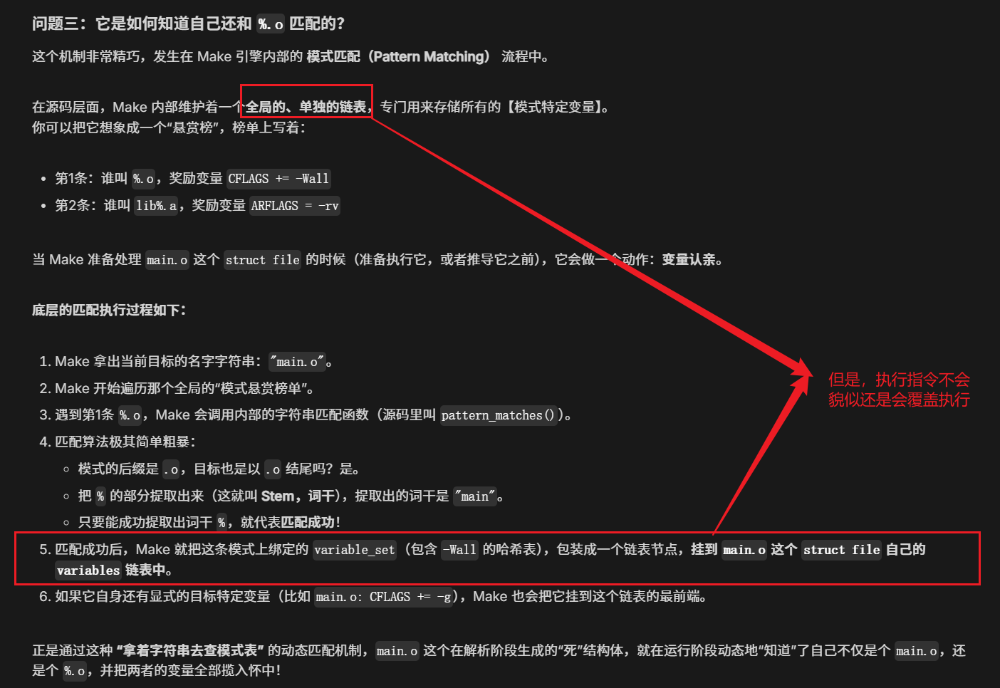 问题三：它是如何知道自己还和 %.o 匹配的？
这个机制非常精巧，发生在 Make 引擎内部的 模式匹配（Pattern Matching） 流程中。
在源码层面，Make 内部维护着一个全局的、单独的链表，专门用来存储所有的【模式特定变量】。
你可以把它想象成一个“悬赏榜”，榜单上写着：
• 第1条：谁叫 %.o，奖励变量 CFLAGS += -Wall
• 第2条：谁叫 lib%.a，奖励变量 ARFLAGS = -rv
当 Make 准备处理 main.o 这个 struct file 的时候（准备执行它，或者推导它之前），它会做一个动作：变量认亲。
底层的匹配执行过程如下：
1. Make 拿出当前目标的名字字符串："main.o"。
2. Make 开始遍历那个全局的“模式悬赏榜单”。
但是，执行指令不会
貌似还是会覆盖执行
3. 遇到第1条 %.o，Make 会调用内部的字符串匹配函数（源码里叫 pattern_matches()）。
4. 匹配算法极其简单粗暴：
◦ 模式的后缀是 .o，目标也是以 .o 结尾吗？是。
◦ 把 % 的部分提取出来（这就叫 Stem，词干），提取出的词干是 "main"。
◦ 只要能成功提取出词干 %，就代表匹配成功！
5. 匹配成功后，Make 就把这条模式上绑定的 variable_set（包含 -Wall 的哈希表），包装成一个链表节点，挂到 main.o 这个 struct file 自己的
variables 链表中。
6. 如果它自身还有显式的目标特定变量（比如 main.o: CFLAGS += -g），Make 也会把它挂到这个链表的最前端。
正是通过这种 “拿着字符串去查模式表” 的动态匹配机制，main.o 这个在解析阶段生成的“死”结构体，就在运行阶段动态地“知道”了自己不仅是个 main.o，还
是个 %.o，并把两者的变量全部揽入怀中！